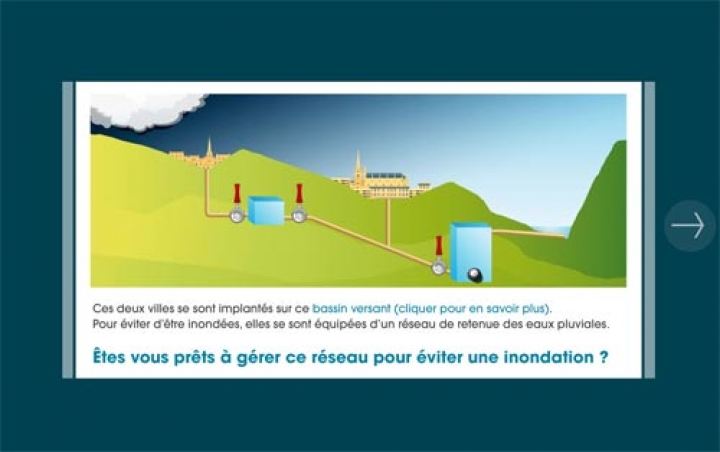 Ces deux villes se sont implantés sur ce bassin versant (cliquer pour en savoir plus).
Pour éviter d'être inondées, elles se sont équipées d'un réseau de retenue des eaux pluviales.
Êtes vous prêts à gérer ce réseau pour éviter une inondation ?